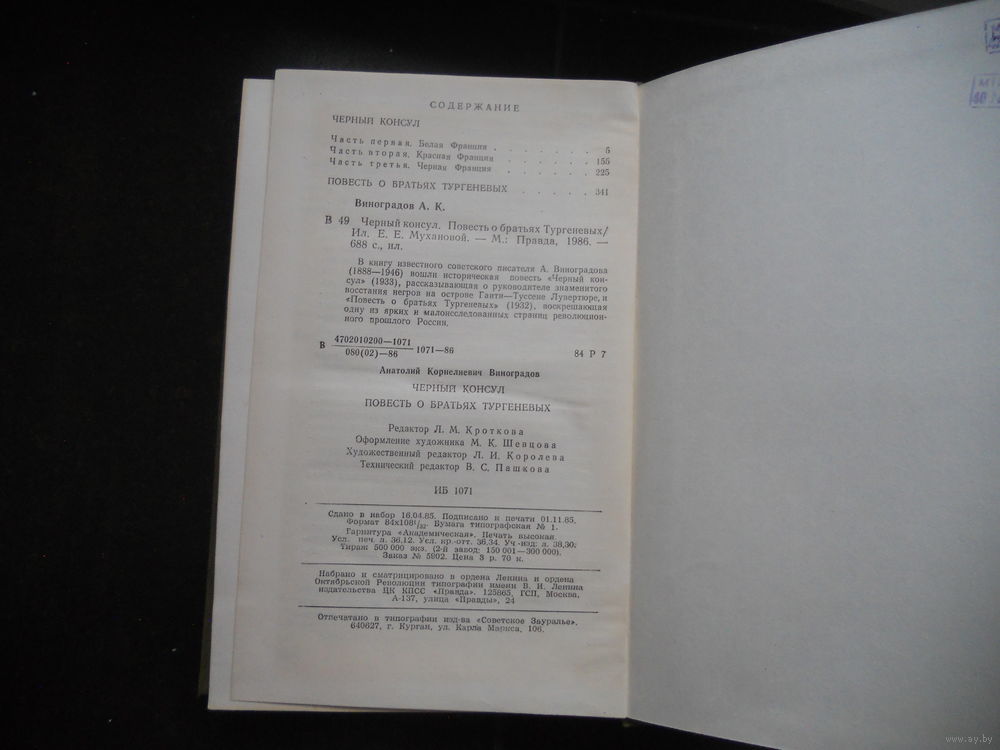 СОДЕРЖАНИЕ
ЧЕРНЫЙ КОНСУЛ
Часть первая. Белая Франция . . . . . . . 5
Часть вторая. Красная Франция . . . . . . 155
Часть третья. Черная Франция . . . . . . 225
ПОВЕСТЬ О БРАТЬЯХ ТУРГЕНЕВЫХ . . . . . 341
Виноградов А. К.
В 49 Черный консул. Повесть о братьях Тургеневых/
Ил. Е. Е. Мухановой. — М.: Правда, 1986. —
688 с., ил.
В книгу известного советского писателя А. Виноградова
(1888—1946) вошли историческая повесть «Черный кон-
сул» (1933), рассказывающая о руководителе знаменитого
восстания негров на острове Гаити—Туссене Лувертюре, и
«Повесть о братьях Тургеневых» (1932), воскрешающая
одну из ярких и малоисследованных страниц революцион-
ного прошлого России.
В 4702010200—1071
080(02)—86 1071—86 84 Р 7
Анатолий Корнелиевич Виноградов
ЧЕРНЫЙ КОНСУЛ
ПОВЕСТЬ О БРАТЬЯХ ТУРГЕНЕВЫХ
Редактор Л. М. Кроткова
Оформление художника М. К. Шевцова
Художественный редактор Л. И. Королева
Технический редактор В. С. Пашкова
ИБ 1071
Сдано в набор 16.04.85. Подписано к печати 01.11.85.
Формат 84х108¹/₃₂. Бумага типографская № 1.
Гарнитура «Академическая». Печать высокая.
Усл. печ. л. 36,12. Усл. кр.-отт. 36,34. Уч.-изд. л. 38,30.
Тираж 500 000 экз. (2-й завод: 150 001—300 000).
Заказ № 5802. Цена 3 р. 70 к.
Набрано и сматрицировано в ордена Ленина и ордена
Октябрьской Революции типографии имени В. И. Ленина
издательства ЦК КПСС «Правда». 125865, ГСП, Москва,
А-137, улица «Правды», 24
Отпечатано в типографии изд-ва «Советское Зауралье».
640627, г. Курган, ул. Карла Маркса, 106.
www.ay.by